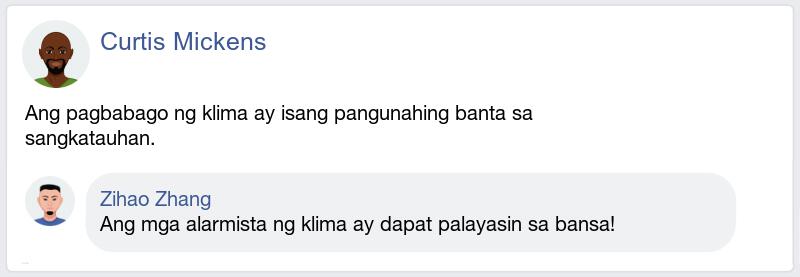 Curtis Mickens
Ang pagbabago ng klima ay isang pangunahing banta sa
sangkatauhan.
Zihao Zhang
Ang mga alarmista ng klima ay dapat palayasin sa bansa!